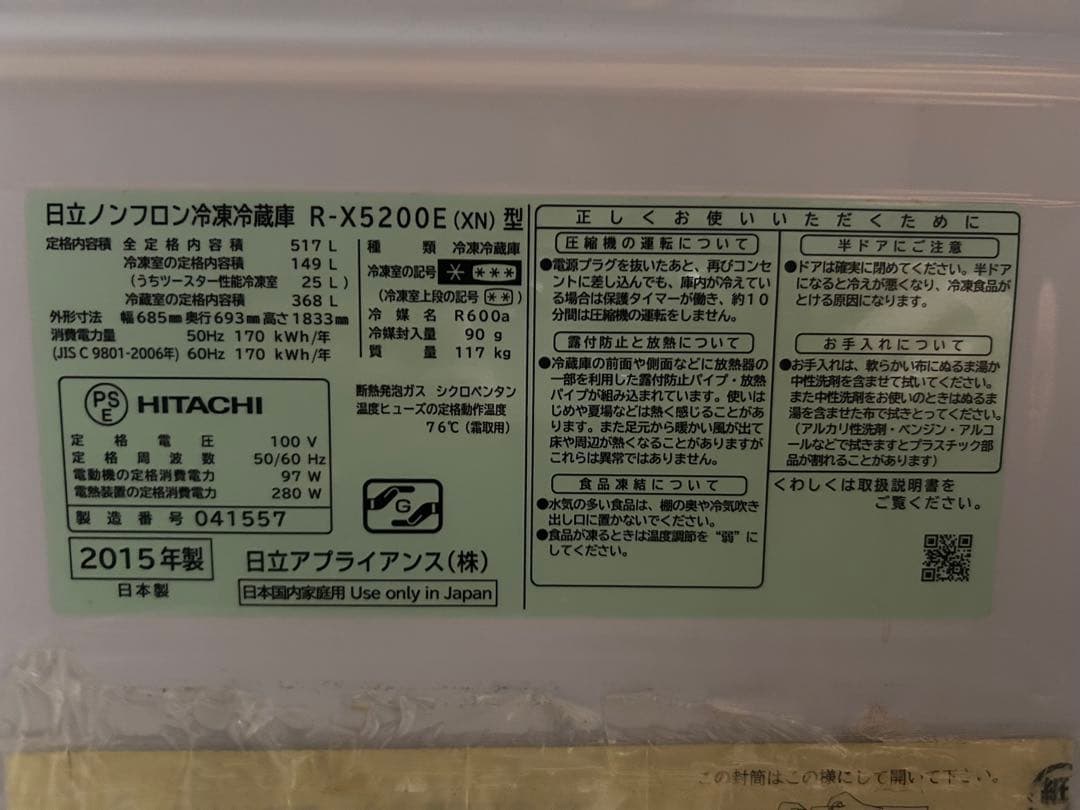 日立ノンフロン冷凍冷蔵庫 R-X5200E(XN) 型
定格内容積 全定格内容積 517 L
冷凍室の定格内容積 149 L
(うちツースター性能冷凍室 25 L)
冷蔵室の定格内容積 368 L
外形寸法 幅 685㎜ 奥行 693㎜ 高さ 1833㎜
消費電力量 50Hz 170 kWh/年
(JIS C 9801-2006年) 60Hz 170 kWh/年
種類 冷凍冷蔵庫
冷凍室の記号 * ***
(冷凍室上段の記号 **)
冷媒名 R600a
冷媒封入量 90 g
質量 117 kg
断熱発泡ガス シクロペンタン
温度ヒューズの定格動作温度
76℃(霜取用)
PS
E
HITACHI
定格電圧 100 V
定格周波数 50/60 Hz
電動機の定格消費電力 97 W
電熱装置の定格消費電力 280 W
製造番号 041557
G
2015年製
日本製
日立アプライアンス(株)
日本国内家庭用 Use only in Japan
正しくお使いいただくために
圧縮機の運転について
●電源プラグを抜いたあと、再びコンセ
ントに差し込んでも、庫内が冷えてい
る場合は保護タイマーが働き、約10
分間は圧縮機の運転をしません。
露付防止と放熱について
●冷蔵庫の前面や側面などに放熱器の
一部を利用した露付防止パイプ・放熱
パイプが組み込まれています。使いは
じめや夏場などは熱く感じることがあ
ります。また足元から暖かい風が出て
床や周辺が熱くなることがありますが
これらは異常ではありません。
食品凍結について
●水気の多い食品は、棚の奥や冷気吹き
出し口に置かないでください。
●食品が凍るときは温度調節を“弱”に
してください。
半ドアにご注意
●ドアは確実に閉めてください。半ドア
になると冷えが悪くなり、冷凍食品が
とける原因になります。
お手入れについて
●お手入れは、軟らかい布にぬるま湯か
中性洗剤を含ませて拭いてください。
また中性洗剤をお使いのときはぬるま
湯を含ませた布で拭きとってください。
(アルカリ性洗剤・ベンジン・アルコ
ールなどで拭きますとプラスチック部
品が割れることがあります)
くわしくは取扱説明書を
ご覧ください。
この封筒はこの様にして開いて下さい。
紙